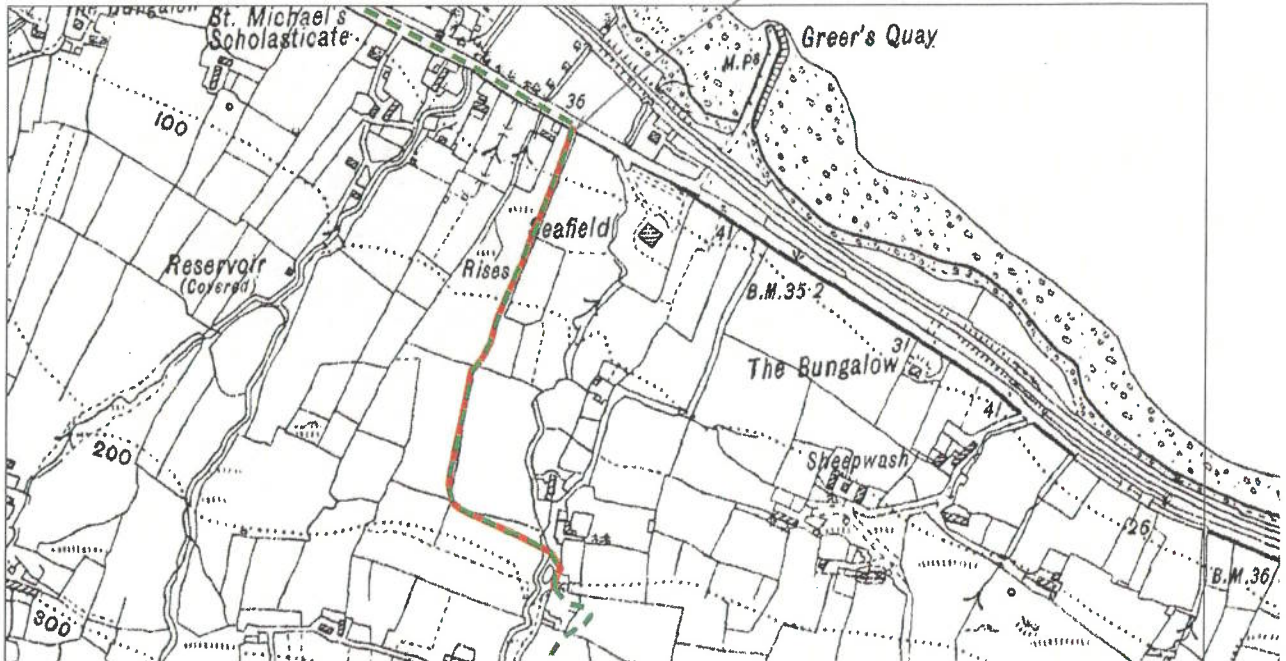 St. Michael's
Scholasticate
Greer's Quay
M.Ps
36
100
Seafield
Reservoir
(Covered)
Rises
41
B.M.35·2
31
The Bungalow
41
200
Sheepwash
26
B.M.36
300